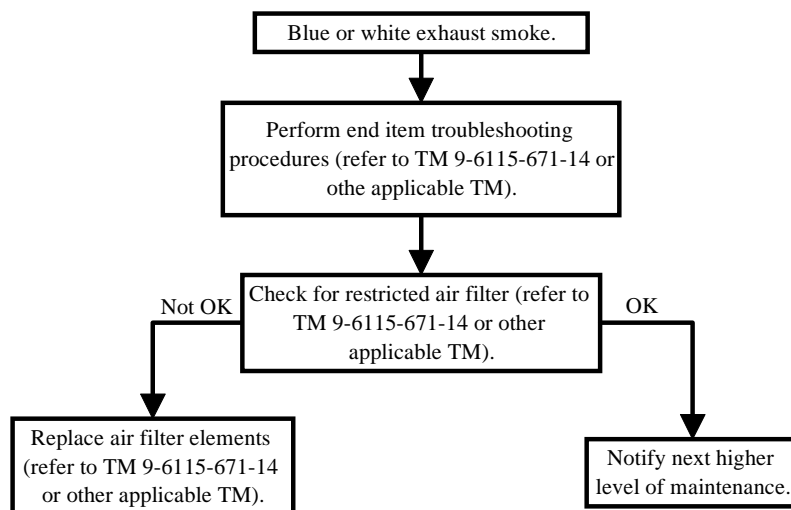 Blue or white exhaust smoke.
Perform end item troubleshooting
procedures (refer to TM 9-6115-671-14 or
othe applicable TM).
Check for restricted air filter (refer to
TM 9-6115-671-14 or other
applicable TM).
Not OK
OK
Replace air filter elements
(refer to TM 9-6115-671-14
or other applicable TM).
Notify next higher
level of maintenance.